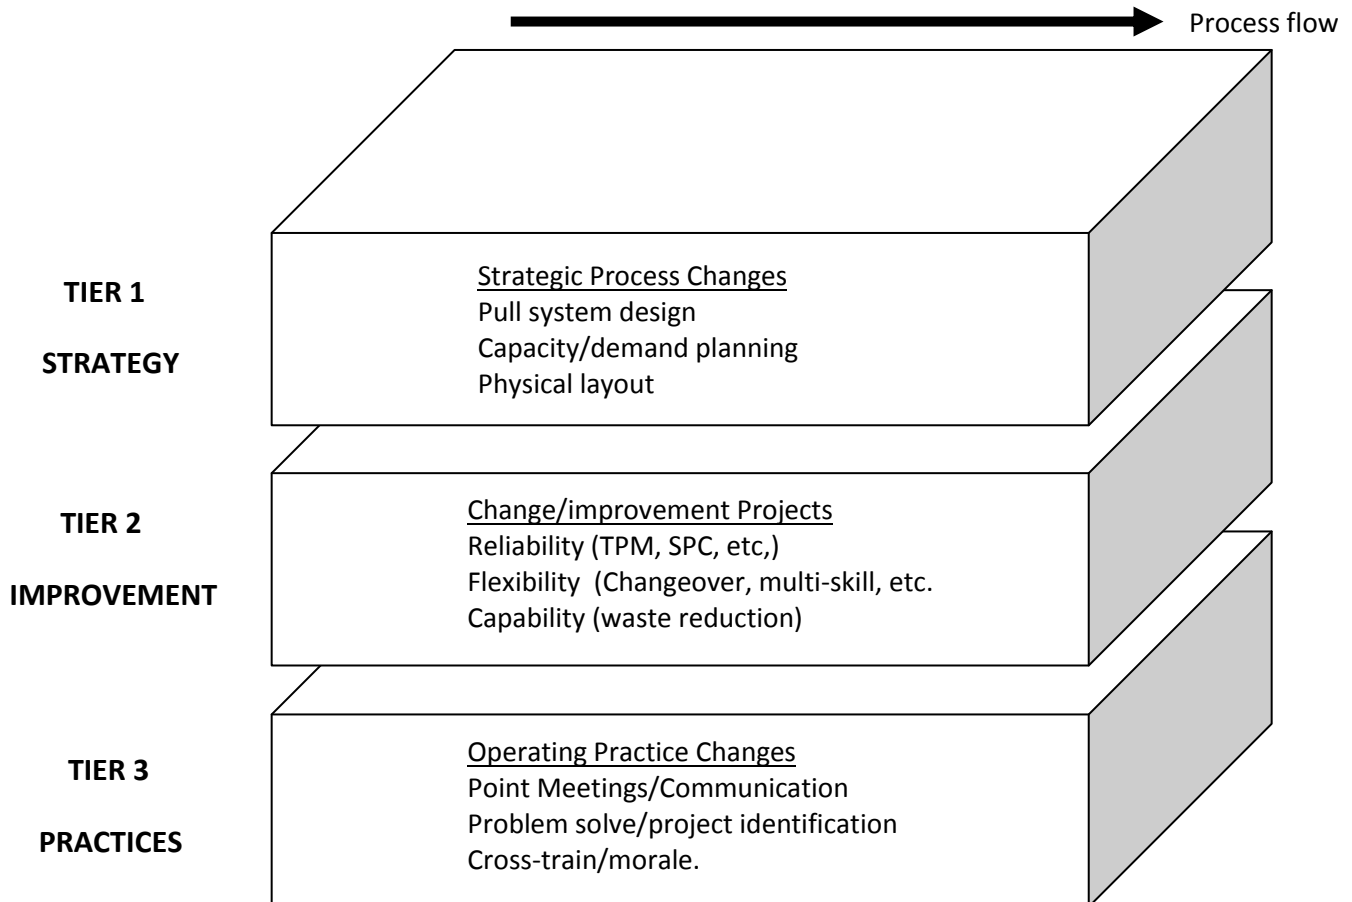 Process flow
TIER 1
STRATEGY
Strategic Process Changes
Pull system design
Capacity/demand planning
Physical layout
TIER 2
IMPROVEMENT
Change/improvement Projects
Reliability (TPM, SPC, etc,)
Flexibility  (Changeover, multi-skill, etc.
Capability (waste reduction)
TIER 3
PRACTICES
Operating Practice Changes
Point Meetings/Communication
Problem solve/project identification
Cross-train/morale.